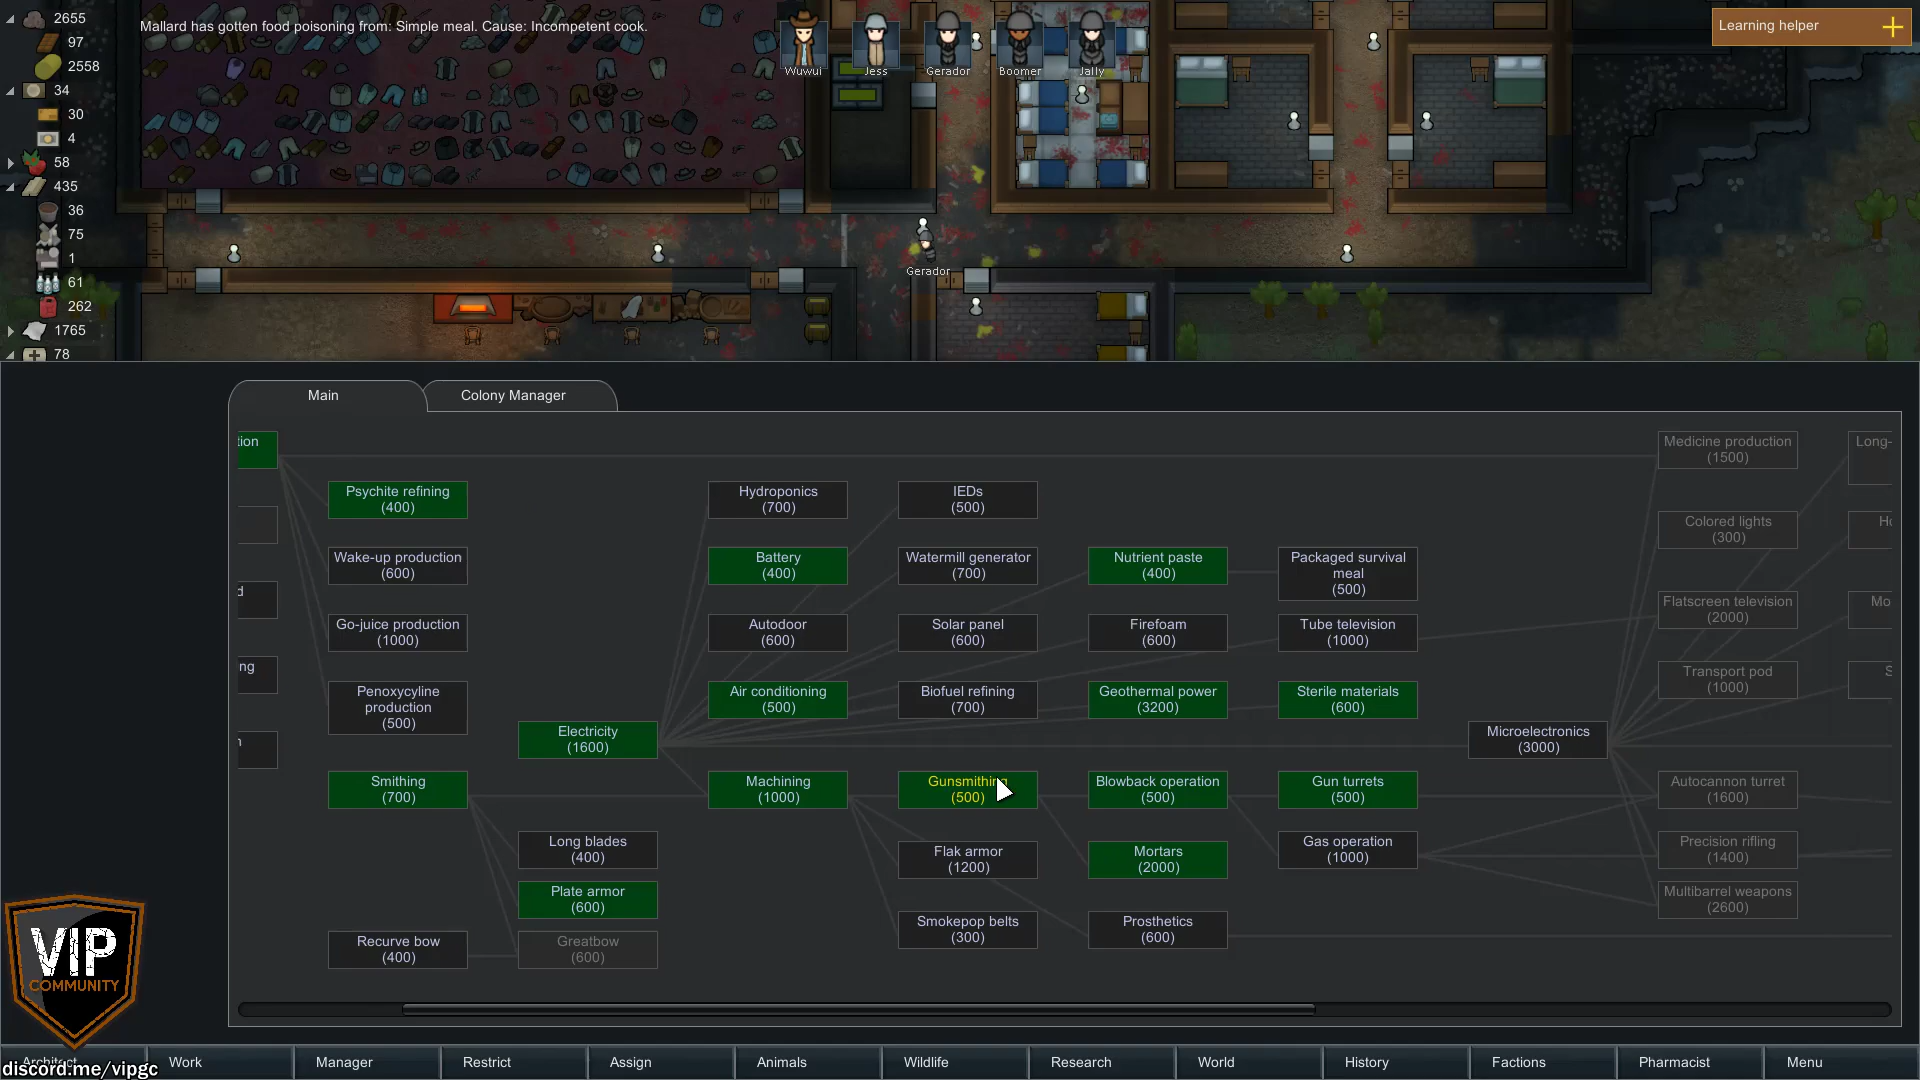 2655
97
2558
34
30
4
58
435
36
75
1
61
262
1765
78
Mallard has gotten food poisoning from: Simple meal. Cause: Incompetent cook.
Wuwui
Jess
Gerador
Boomer
Jally
Learning helper
Gerador
Main
Colony Manager
tion
Psychite refining
(400)
Wake-up production
(600)
Go-juice production
(1000)
d
ng
Penoxycyline
production
(500)
Smithing
(700)
Recurve bow
(400)
Electricity
(1600)
Long blades
(400)
Plate armor
(600)
Greatbow
(600)
Hydroponics
(700)
Battery
(400)
Autodoor
(600)
Air conditioning
(500)
Machining
(1000)
IEDs
(500)
Watermill generator
(700)
Solar panel
(600)
Biofuel refining
(700)
Gunsmithing
(500)
Flak armor
(1200)
Smokepop belts
(300)
Nutrient paste
(400)
Firefoam
(600)
Geothermal power
(3200)
Blowback operation
(500)
Mortars
(2000)
Prosthetics
(600)
Packaged survival
meal
(500)
Tube television
(1000)
Sterile materials
(600)
Gun turrets
(500)
Gas operation
(1000)
Microelectronics
(3000)
Medicine production
(1500)
Colored lights
(300)
Flatscreen television
(2000)
Transport pod
(1000)
Autocannon turret
(1600)
Precision rifling
(1400)
Multibarrel weapons
(2600)
Long-
Mo
VIP
COMMUNITY
discord.me/vipgc
Architect
Work
Manager
Restrict
Assign
Animals
Wildlife
Research
World
History
Factions
Pharmacist
Menu